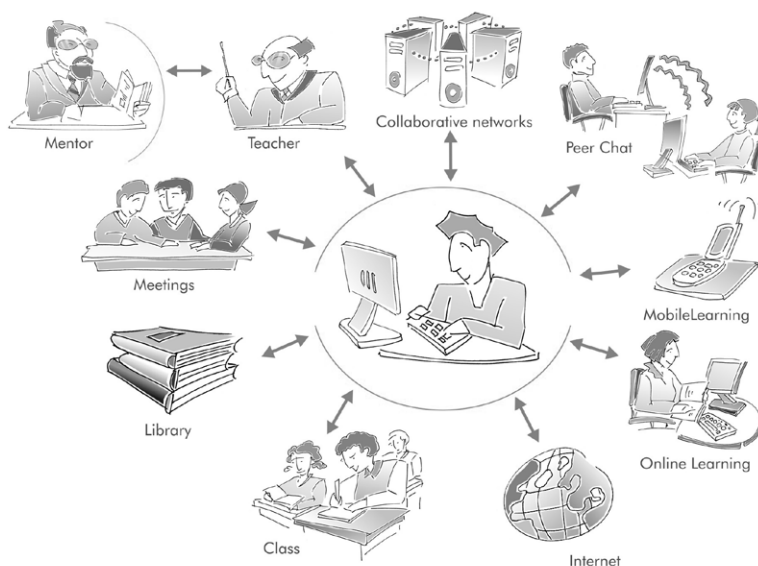 Mentor
Teacher
Collaborative networks
Peer Chat
Meetings
MobileLearning
Library
Online Learning
Class
Internet